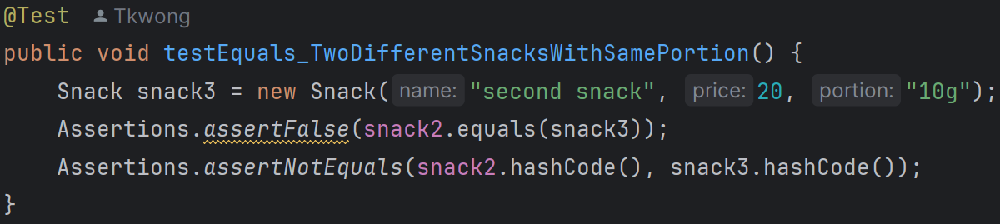 @Test Tkwong
public void testEquals_TwoDifferentSnacksWithSamePortion() {
Snack snack3 = new Snack( name: "second snack", price: 20, portion: "10g");
Assertions.assertFalse(snack2.equals(snack3));
Assertions.assertNotEquals(snack2.hashCode(), snack3.hashCode());
}